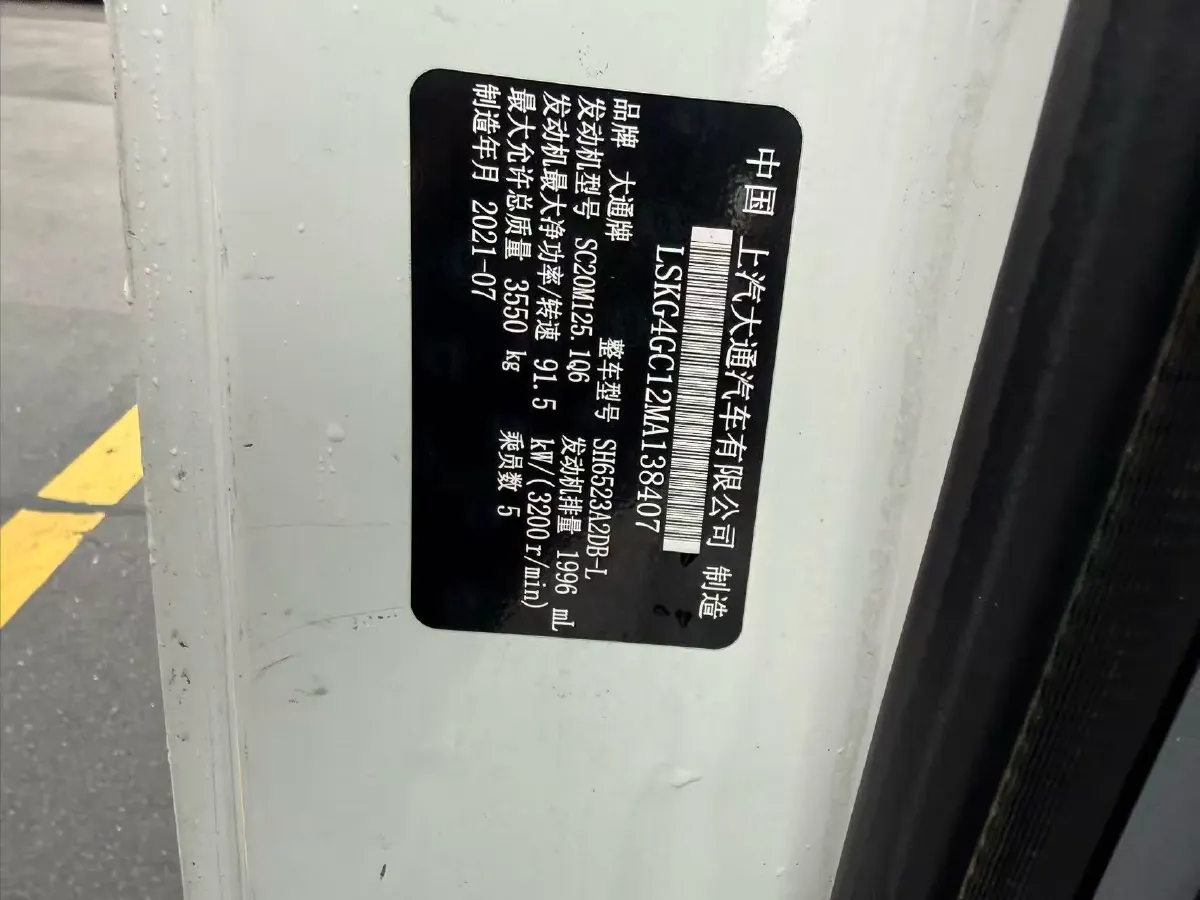 中国 上汽大通汽车有限公司 制造
LSKG4GC12MA138407
品牌 大通牌 整车型号 SH6523A2DB-L
发动机型号 SC20M125.1Q6 发动机排量 1996 mL
发动机最大净功率/转速 91.5 kW/(3200r/min)
最大允许总质量 3550 kg 乘员数 5
制造年月 2021-07